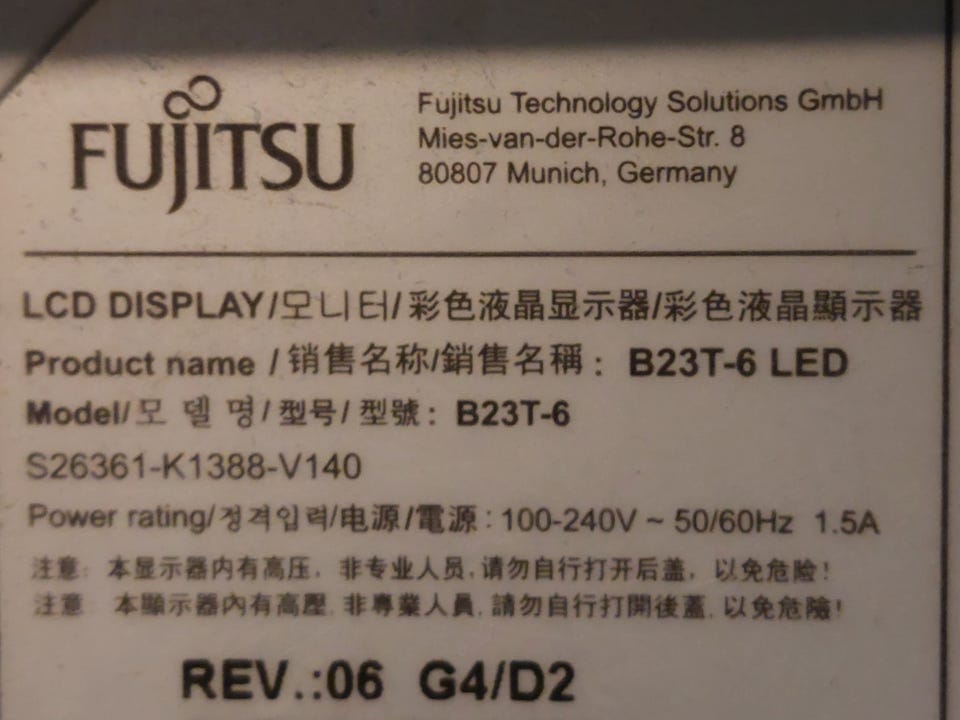 FUJITSU
Fujitsu Technology Solutions GmbH
Mies-van-der-Rohe-Str. 8
80807 Munich, Germany
LCD DISPLAY/모니터/彩色液晶显示器/彩色液晶顯示器
Product name /销售名称/銷售名稱: B23T-6 LED
Model/모 델 명/型号/型號: B23T-6
S26361-K1388-V140
Power rating/정격입력/电源/電源: 100-240V ~ 50/60Hz 1.5A
注意: 本显示器内有高压, 非专业人员,请勿自行打开后盖, 以免危险!
注意 本顯示器內有高壓, 非專業人員, 請勿自行打開後蓋, 以免危險!
REV.:06 G4/D2